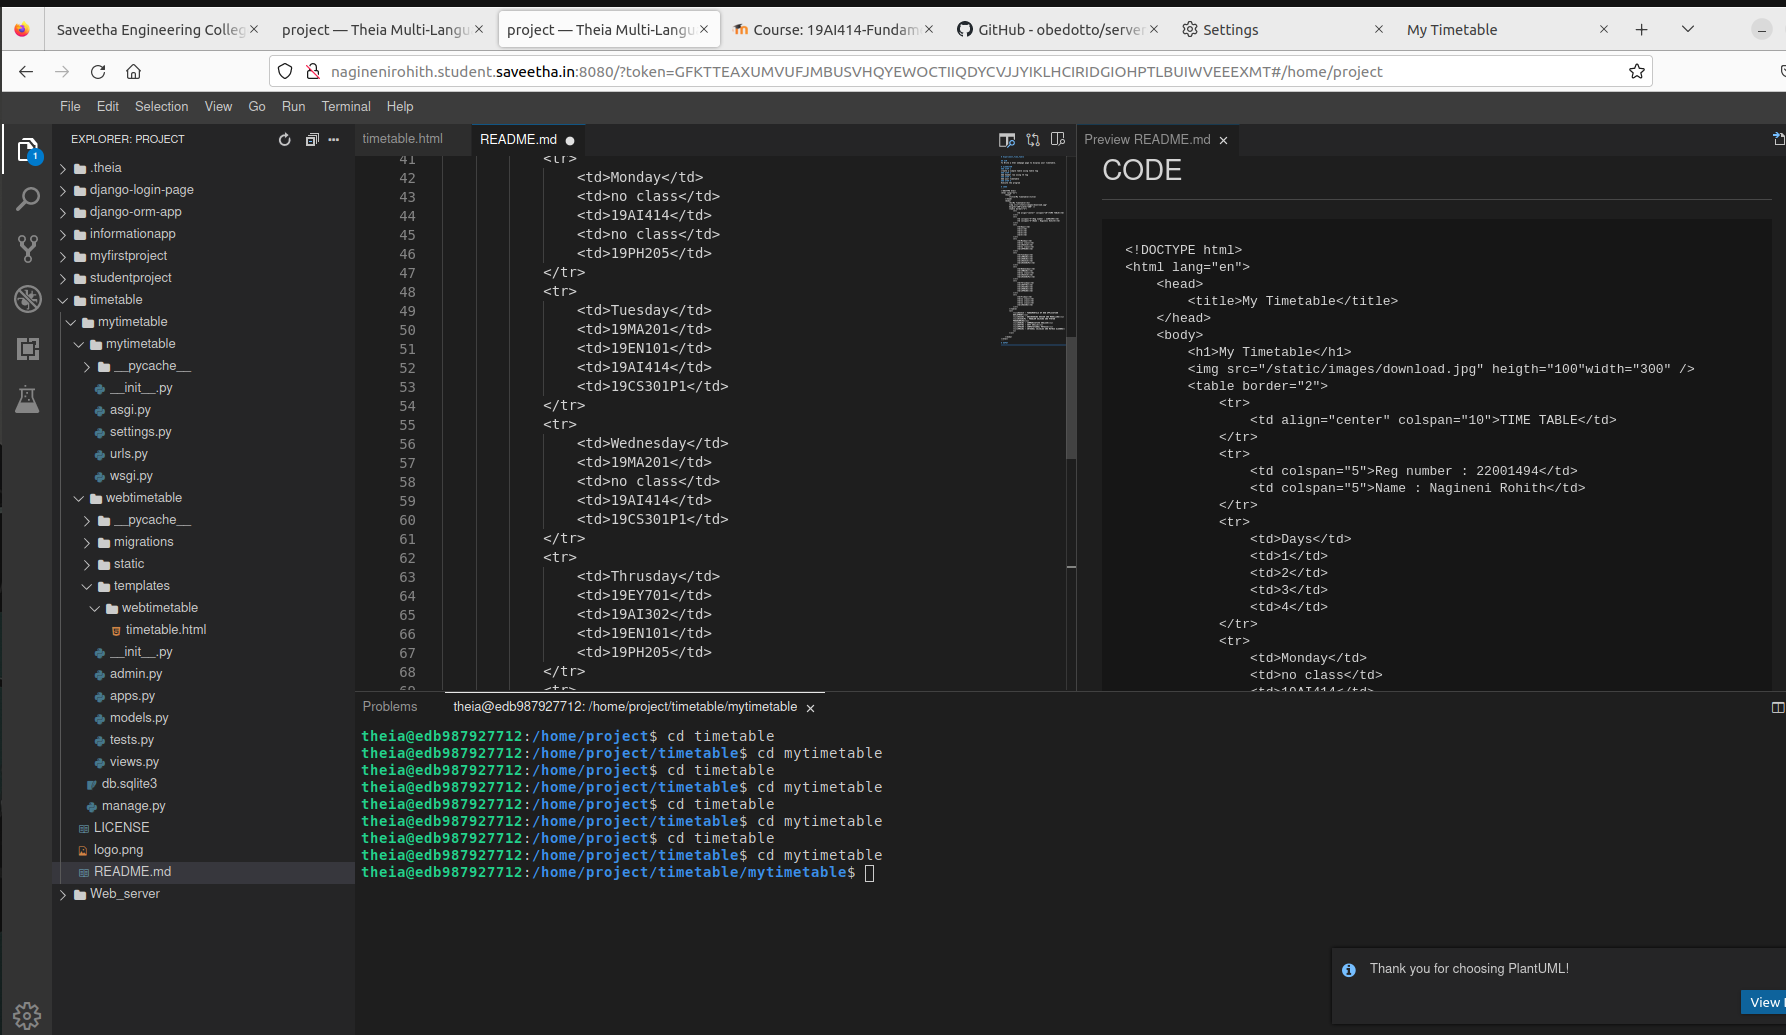 Saveetha Engineering Colleg
project — Theia Multi-Langu
project — Theia Multi-Langu
Course: 19AI414-Fundam
GitHub - obedotto/server
Settings
My Timetable
naginenirohith.student.saveetha.in:8080/?token=GFKTTEAXUMVUFJMBUSVHQYEWOCTIIQDYCVJJYIKLHCIRIDGIOHPTLBUIWVEEEXMT#/home/project
File Edit Selection View Go Run Terminal Help
EXPLORER: PROJECT
.theia
django-login-page
django-orm-app
informationapp
myfirstproject
studentproject
timetable
mytimetable
mytimetable
__pycache__
__init__.py
asgi.py
settings.py
urls.py
wsgi.py
webtimetable
__pycache__
migrations
static
templates
webtimetable
timetable.html
__init__.py
admin.py
apps.py
models.py
tests.py
views.py
db.sqlite3
manage.py
LICENSE
logo.png
README.md
Web_server
1
timetable.html
README.md
41 <tr>
42 <td>Monday</td>
43 <td>no class</td>
44 <td>19AI414</td>
45 <td>no class</td>
46 <td>19PH205</td>
47 </tr>
48 <tr>
49 <td>Tuesday</td>
50 <td>19MA201</td>
51 <td>19EN101</td>
52 <td>19AI414</td>
53 <td>19CS301P1</td>
54 </tr>
55 <tr>
56 <td>Wednesday</td>
57 <td>19MA201</td>
58 <td>no class</td>
59 <td>19AI414</td>
60 <td>19CS301P1</td>
61 </tr>
62 <tr>
63 <td>Thrusday</td>
64 <td>19EY701</td>
65 <td>19AI302</td>
66 <td>19EN101</td>
67 <td>19PH205</td>
68 </tr>
69 <tr>
Preview README.md
CODE
<!DOCTYPE html>
<html lang="en">
<head>
<title>My Timetable</title>
</head>
<body>
<h1>My Timetable</h1>
<img src="/static/images/download.jpg" heigth="100"width="300" />
<table border="2">
<tr>
<td align="center" colspan="10">TIME TABLE</td>
</tr>
<tr>
<td colspan="5">Reg number : 22001494</td>
<td colspan="5">Name : Nagineni Rohith</td>
</tr>
<tr>
<td>Days</td>
<td>1</td>
<td>2</td>
<td>3</td>
<td>4</td>
</tr>
<tr>
<td>Monday</td>
<td>no class</td>
<td>19AI414</td>
Problems
theia@edb987927712: /home/project/timetable/mytimetable
theia@edb987927712:/home/project$ cd timetable
theia@edb987927712:/home/project/timetable$ cd mytimetable
theia@edb987927712:/home/project$ cd timetable
theia@edb987927712:/home/project/timetable$ cd mytimetable
theia@edb987927712:/home/project$ cd timetable
theia@edb987927712:/home/project/timetable$ cd mytimetable
theia@edb987927712:/home/project$ cd timetable
theia@edb987927712:/home/project/timetable$ cd mytimetable
theia@edb987927712:/home/project/timetable/mytimetable$
Thank you for choosing PlantUML!
View